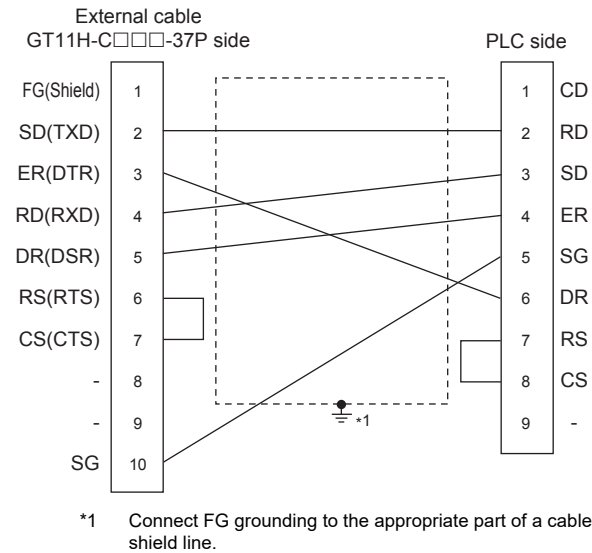 External cable
GT11H-C□□□-37P side
PLC side
FG(Shield) 1 1 CD
SD(TXD) 2 2 RD
ER(DTR) 3 3 SD
RD(RXD) 4 4 ER
DR(DSR) 5 5 SG
RS(RTS) 6 6 DR
CS(CTS) 7 7 RS
- 8 8 CS
- 9 9 -
SG 10
*1
*1 Connect FG grounding to the appropriate part of a cable
shield line.